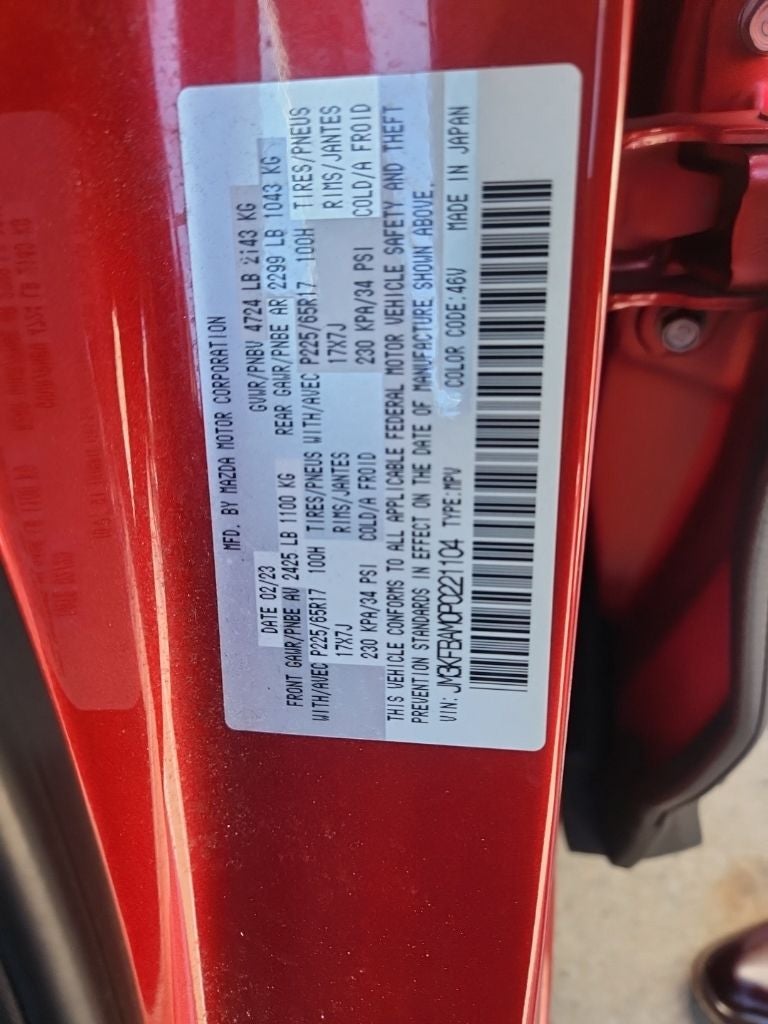 MFD. BY MAZDA MOTOR CORPORATION
DATE 02/23 GVWR/PNBV 4724 LB 2143 KG
FRONT GAWR/PNBE AV 2425 LB 1100 KG REAR GAWR/PNBE AR 2299 LB 1043 KG
WITH/AVEC P225/65R17 100H TIRES/PNEUS WITH/AVEC P225/65R17 100H TIRES/PNEUS
17X7J RIMS/JANTES 17X7J RIMS/JANTES
230 KPA/34 PSI COLD/A FROID 230 KPA/34 PSI COLD/A FROID
THIS VEHICLE CONFORMS TO ALL APPLICABLE FEDERAL MOTOR VEHICLE SAFETY AND THEFT
PREVENTION STANDARDS IN EFFECT ON THE DATE OF MANUFACTURE SHOWN ABOVE.
VIN: JM3KFBAM0P0221104 TYPE:MPV COLOR CODE:46V MADE IN JAPAN